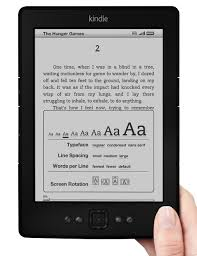 kindle
The Hunger Games
2
One time, when I was in a blind in a tree,
waiting motionless for game to wander by, I dozed
off and fell ten feet to the ground, landing on my
back. It was as if the impact had knocked every
wisp of air from my lungs, and I lay there
struggling to inhale, to exhale, to do anything.
That's how I feel now, trying to remember
Aa Aa Aa Aa Aa Aa Aa Aa
Typeface regular condensed sans serif
Line Spacing small medium large
Words per Line fewest fewer default
Screen Rotation